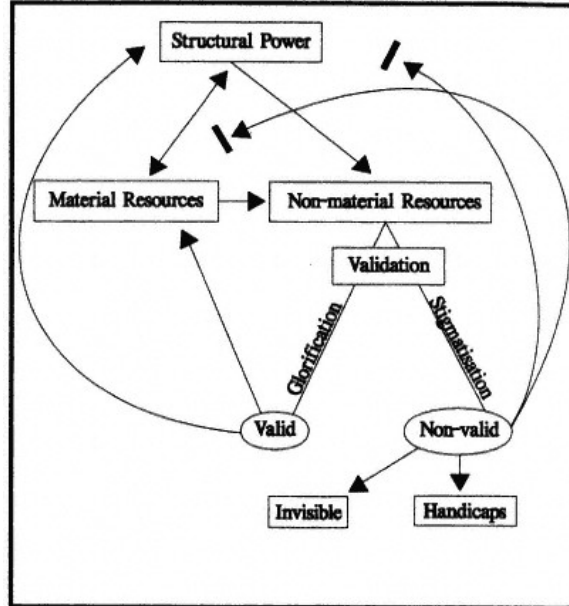 Structural Power
Material Resources
Non-material Resources
Validation
Glorification
Stigmatisation
Valid
Non-valid
Invisible
Handicaps